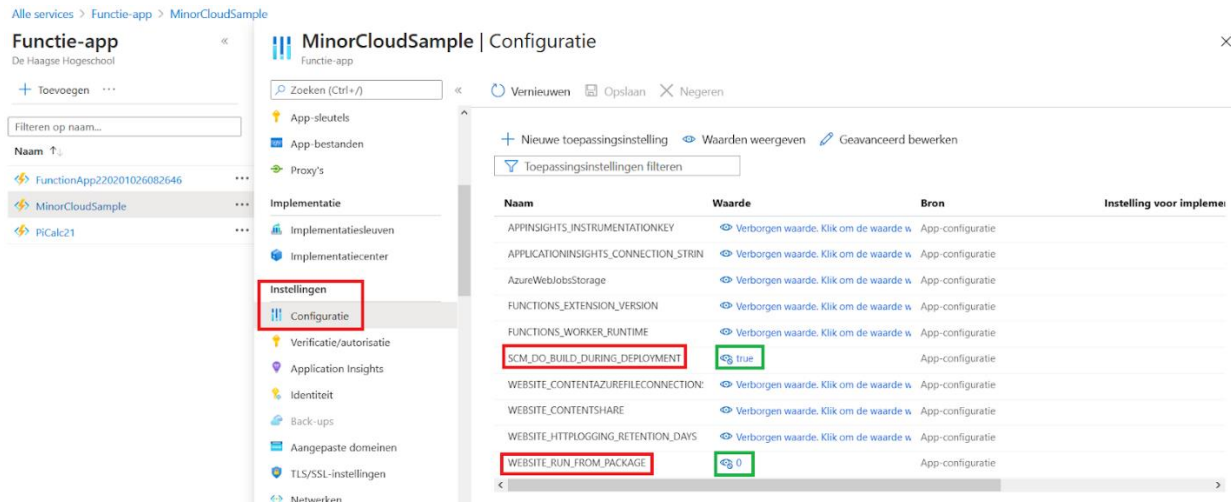 Alle services > Functie-app > MinorCloudSample
Functie-app
De Haagse Hogeschool
Toevoegen
Filteren op naam...
Naam
FunctionApp220201026082646
MinorCloudSample
PiCalc21
MinorCloudSample | Configuratie
Functie-app
Zoeken (Ctrl+/)
App-sleutels
App-bestanden
Proxy's
Implementatie
Implementatiesleuven
Implementatiecenter
Instellingen
Configuratie
Verificatie/autorisatie
Application Insights
Identiteit
Back-ups
Aangepaste domeinen
TLS/SSL-instellingen
Netwerken
Vernieuwen Opslaan Negeren
Nieuwe toepassingsinstelling Waarden weergeven Geavanceerd bewerken
Toepassingsinstellingen filteren
Naam Waarde Bron Instelling voor implemen
APPINSIGHTS_INSTRUMENTATIONKEY Verborgen waarde. Klik om de waarde w App-configuratie
APPLICATIONINSIGHTS_CONNECTION_STRIN Verborgen waarde. Klik om de waarde w App-configuratie
AzureWebJobsStorage Verborgen waarde. Klik om de waarde w App-configuratie
FUNCTIONS_EXTENSION_VERSION Verborgen waarde. Klik om de waarde w App-configuratie
FUNCTIONS_WORKER_RUNTIME Verborgen waarde. Klik om de waarde w App-configuratie
SCM_DO_BUILD_DURING_DEPLOYMENT true App-configuratie
WEBSITE_CONTENTAZUREFILECONNECTION Verborgen waarde. Klik om de waarde w App-configuratie
WEBSITE_CONTENTSHARE Verborgen waarde. Klik om de waarde w App-configuratie
WEBSITE_HTTPLOGGING_RETENTION_DAYS Verborgen waarde. Klik om de waarde w App-configuratie
WEBSITE_RUN_FROM_PACKAGE 0 App-configuratie